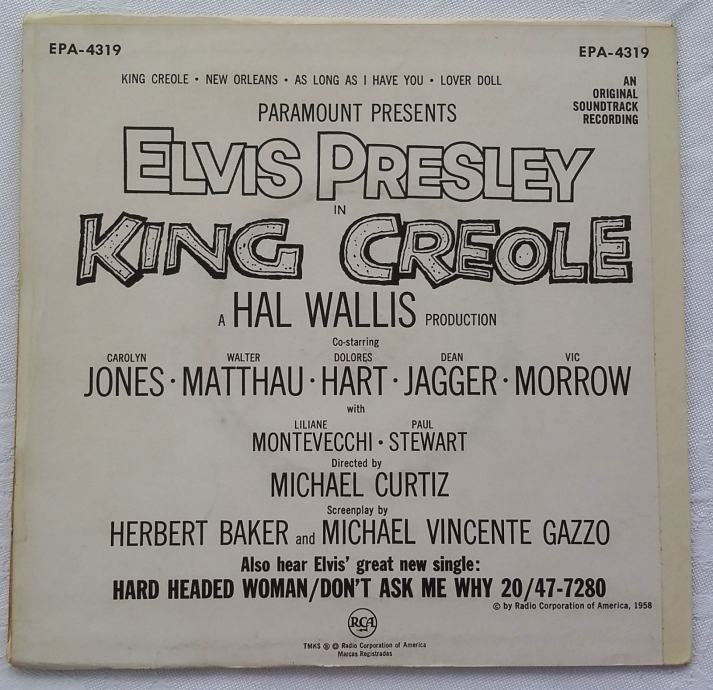 EPA-4319 EPA-4319
KING CREOLE • NEW ORLEANS • AS LONG AS I HAVE YOU • LOVER DOLL
AN
ORIGINAL
SOUNDTRACK
RECORDING
PARAMOUNT PRESENTS
ELVIS PRESLEY
IN
KING CREOLE
A HAL WALLIS PRODUCTION
Co-starring
CAROLYN WALTER DOLORES DEAN VIC
JONES • MATTHAU • HART • JAGGER • MORROW
with
LILIANE PAUL
MONTEVECCHI • STEWART
Directed by
MICHAEL CURTIZ
Screenplay by
HERBERT BAKER and MICHAEL VINCENTE GAZZO
Also hear Elvis' great new single:
HARD HEADED WOMAN/DON'T ASK ME WHY 20/47-7280
© by Radio Corporation of America, 1958
RCA
TMKS ® © Radio Corporation of America
Marcas Registradas